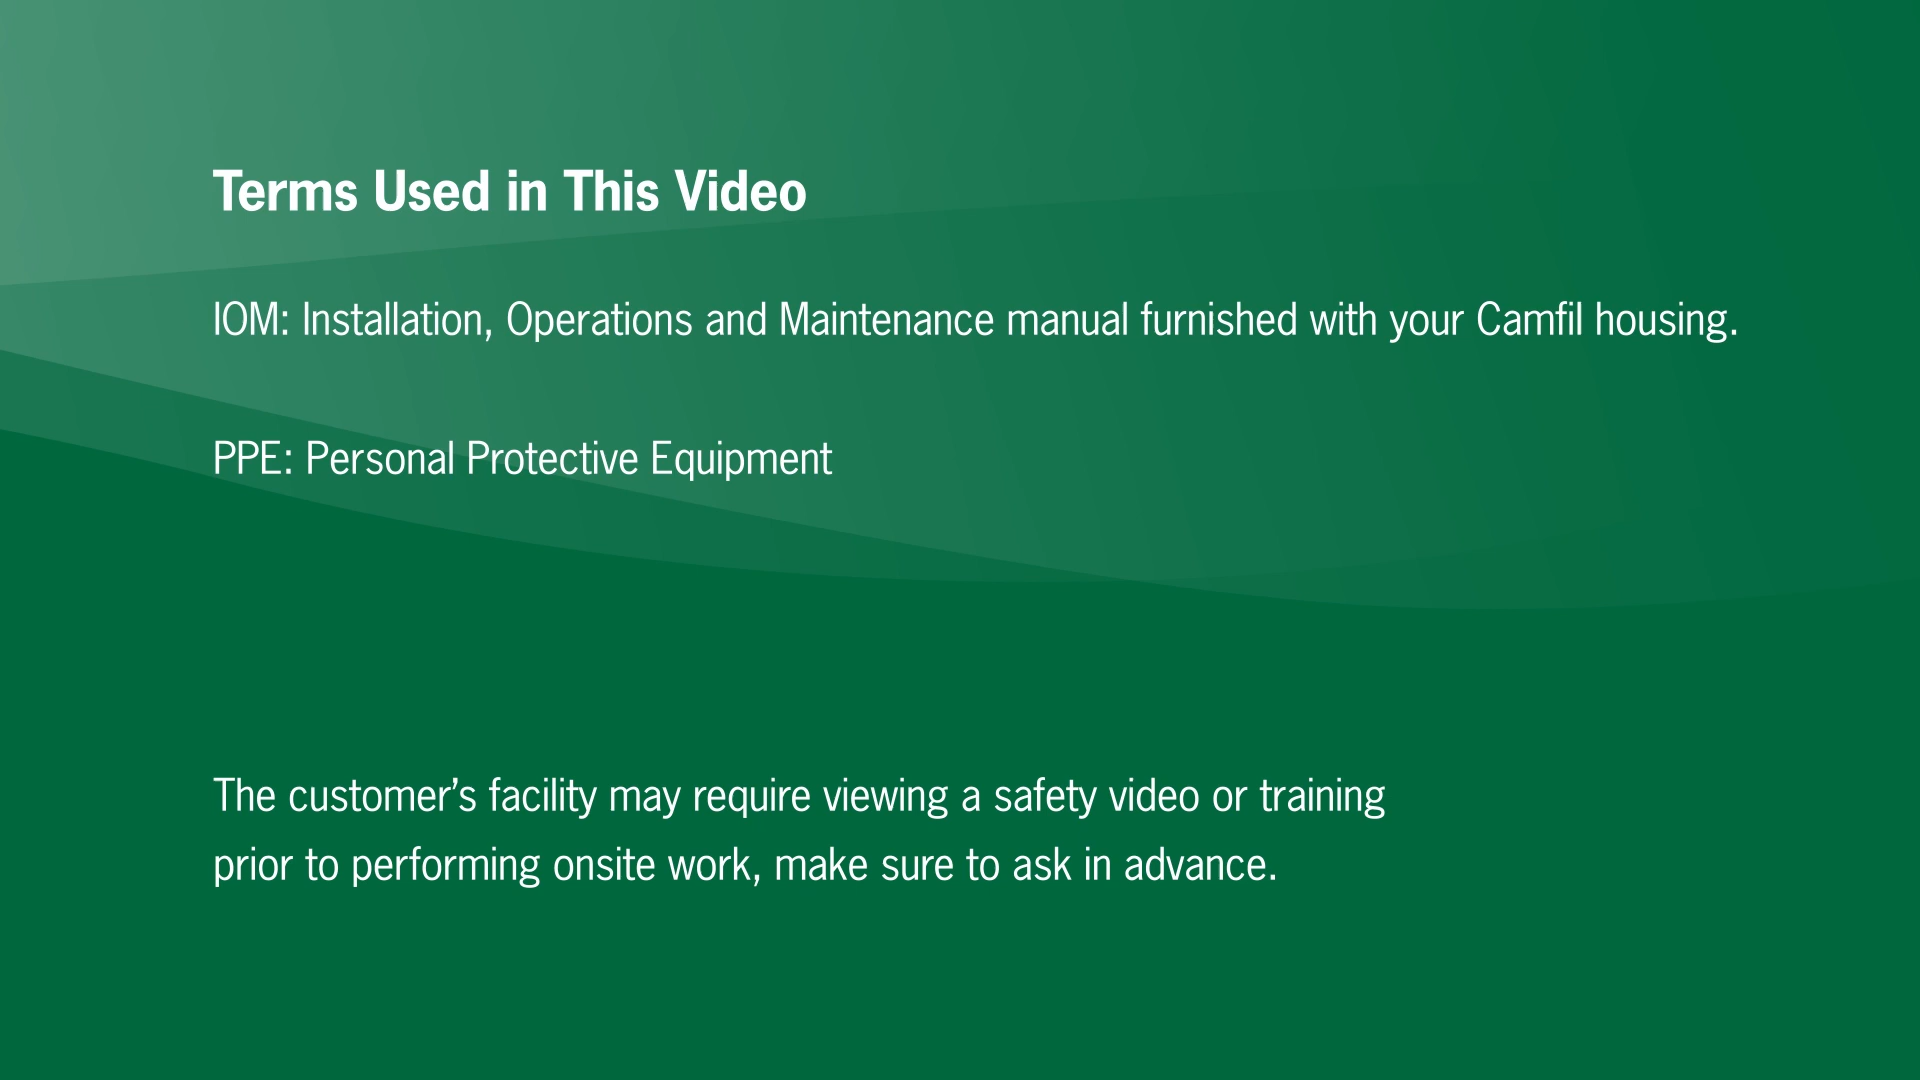 Terms Used in This Video
IOM: Installation, Operations and Maintenance manual furnished with your Camfil housing.
PPE: Personal Protective Equipment
The customer’s facility may require viewing a safety video or training
prior to performing onsite work, make sure to ask in advance.